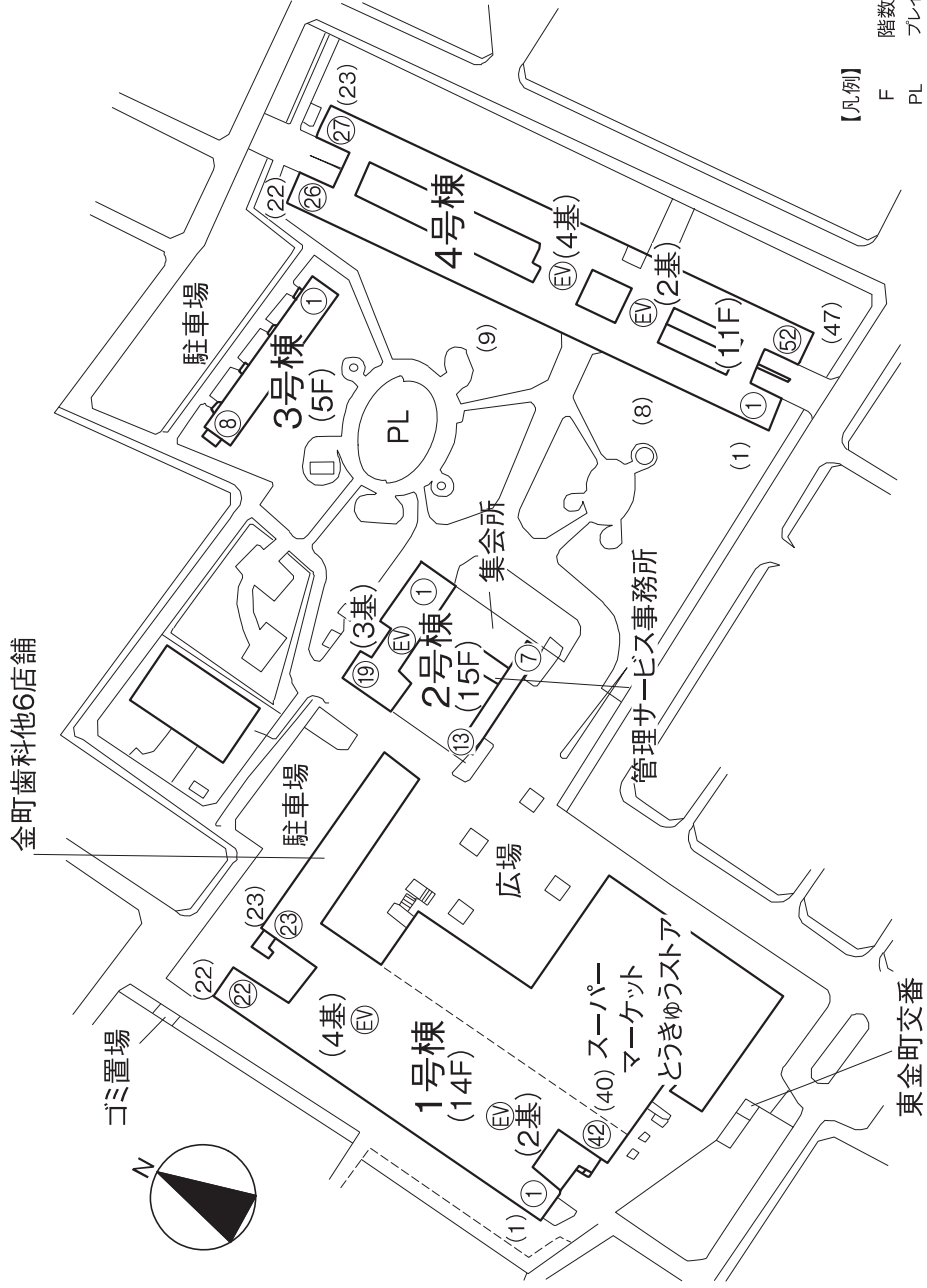 金町歯科他6店舗
ゴミ置場
N
駐車場
(22)
22
(23)
23
(4基)
EV
1号棟
(14F)
EV
(2基)
1
(1)
42
(40)
スーパー
マーケット
とうきゅうストア
東金町交番
広場
駐車場
3号棟
(5F)
8
1
PL
(9)
(8)
19
(3基)
EV
1
2号棟
(15F)
13
7
集会所
管理サービス事務所
(22)
26
27
(23)
4号棟
EV
(4基)
EV
(2基)
(11F)
1
(1)
52
(47)
【凡例】
F 階数
PL プレイ